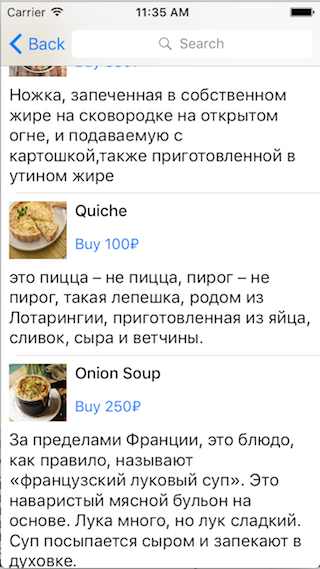 Carrier 11:35 AM
Back Search
Ножка, запеченная в собственном
жире на сковородке на открытом
огне, и подаваемую с
картошкой,также приготовленной в
утином жире
Quiche
Buy 100₽
это пицца – не пицца, пирог – не
пирог, такая лепешка, родом из
Лотарингии, приготовленная из яйца,
сливок, сыра и ветчины.
Onion Soup
Buy 250₽
За пределами Франции, это блюдо,
как правило, называют
«французский луковый суп». Это
наваристый мясной бульон на
основе. Лука много, но лук сладкий.
Суп посыпается сыром и запекают в
духовке.